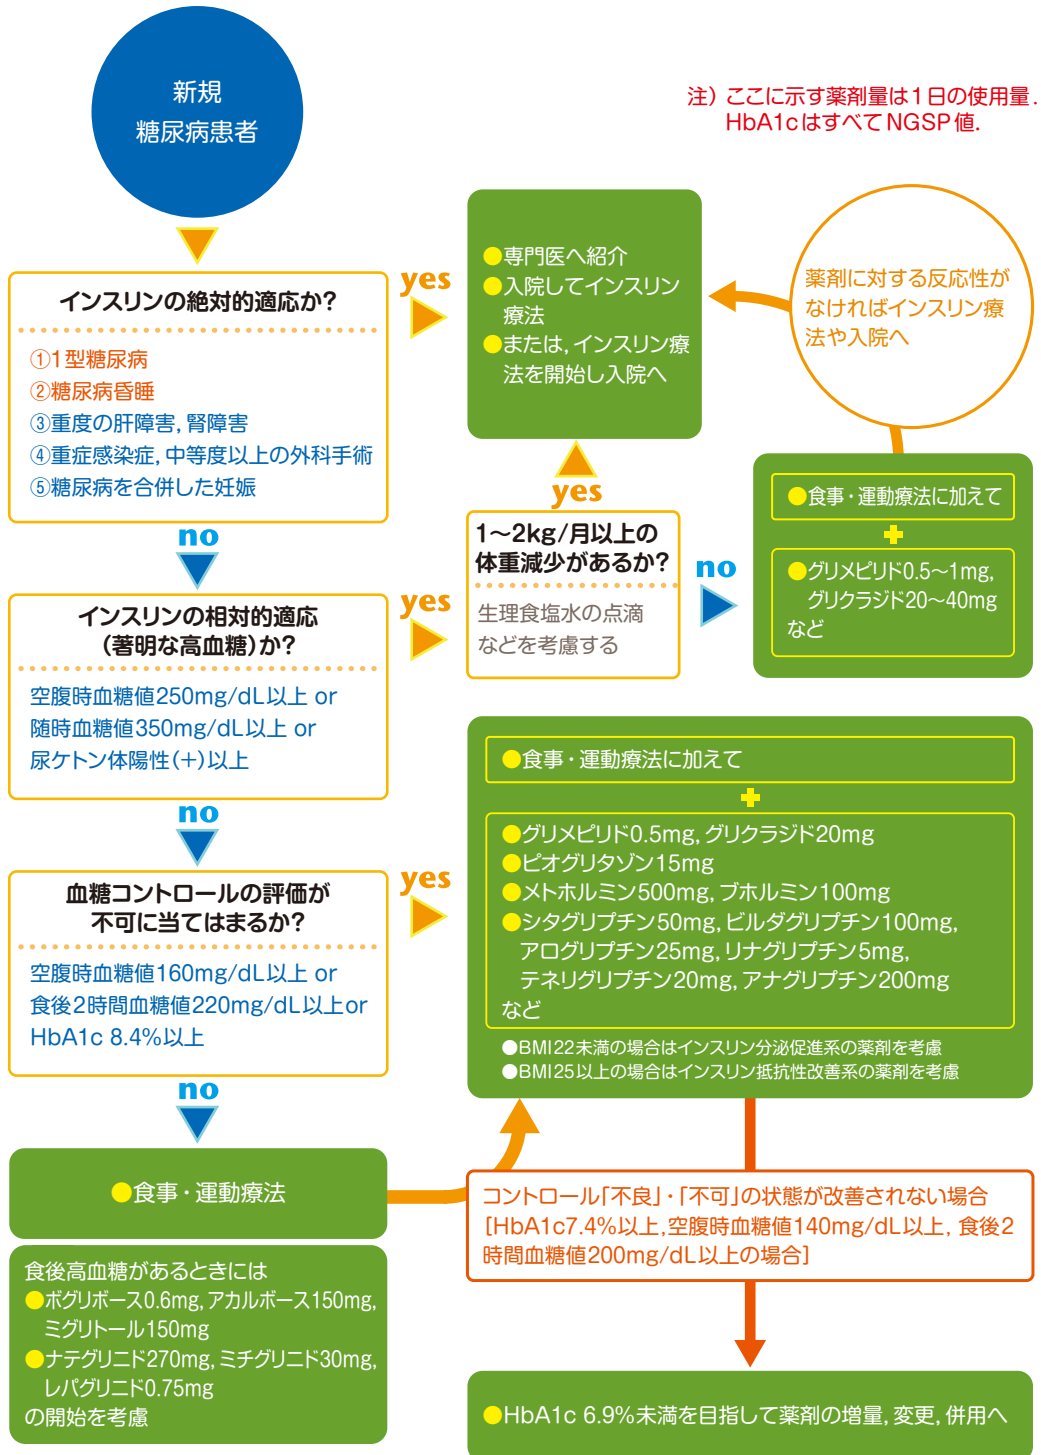 新規
糖尿病患者
注）ここに示す薬剤量は1日の使用量.
HbA1cはすべてNGSP値.
インスリンの絶対的適応か？
①1型糖尿病
②糖尿病昏睡
③重度の肝障害，腎障害
④重症感染症，中等度以上の外科手術
⑤糖尿病を合併した妊娠
yes
●専門医へ紹介
●入院してインスリン
療法
●または，インスリン療
法を開始し入院へ
薬剤に対する反応性が
なければインスリン療
法や入院へ
no
yes
インスリンの相対的適応
（著明な高血糖）か？
空腹時血糖値250mg/dL以上 or
随時血糖値350mg/dL以上 or
尿ケトン体陽性（＋）以上
yes
1〜2kg/月以上の
体重減少があるか？
生理食塩水の点滴
などを考慮する
no
●食事・運動療法に加えて
＋
●グリメピリド0.5〜1mg，
グリクラジド20〜40mg
など
no
血糖コントロールの評価が
不可に当てはまるか？
空腹時血糖値160mg/dL以上 or
食後2時間血糖値220mg/dL以上or
HbA1c 8.4％以上
yes
●食事・運動療法に加えて
＋
●グリメピリド0.5mg，グリクラジド20mg
●ピオグリタゾン15mg
●メトホルミン500mg，ブホルミン100mg
●シタグリプチン50mg，ビルダグリプチン100mg，
アログリプチン25mg，リナグリプチン5mg，
テネリグリプチン20mg，アナグリプチン200mg
など
●BMI22未満の場合はインスリン分泌促進系の薬剤を考慮
●BMI25以上の場合はインスリン抵抗性改善系の薬剤を考慮
no
●食事・運動療法
食後高血糖があるときには
●ボグリボース0.6mg，アカルボース150mg，
ミグリトール150mg
●ナテグリニド270mg，ミチグリニド30mg，
レパグリニド0.75mg
の開始を考慮
コントロール「不良」・「不可」の状態が改善されない場合
［HbA1c7.4％以上，空腹時血糖値140mg/dL以上，食後2
時間血糖値200mg/dL以上の場合］
●HbA1c 6.9％未満を目指して薬剤の増量，変更，併用へ